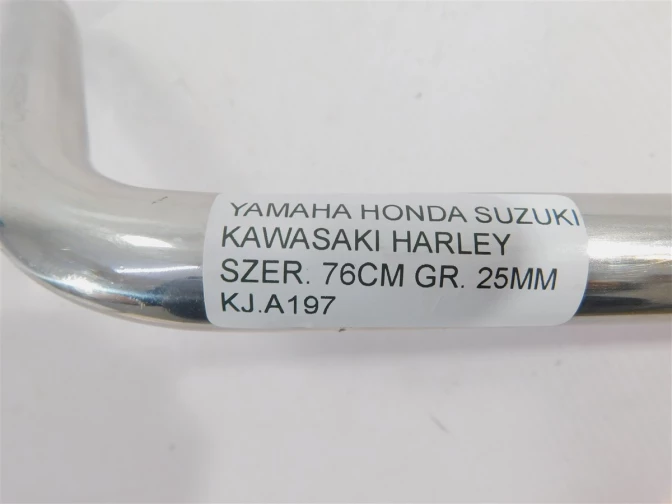 YAMAHA HONDA SUZUKI
KAWASAKI HARLEY
SZER. 76CM GR. 25MM
KJ.A197